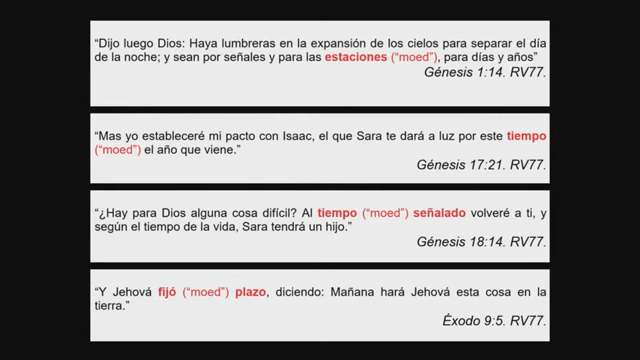 “Dijo luego Dios: Haya lumbreras en la expansión de los cielos para separar el día
de la noche; y sean por señales y para las estaciones (“moed”), para días y años”
Génesis 1:14. RV77.
“Mas yo estableceré mi pacto con Isaac, el que Sara te dará a luz por este tiempo
(“moed”) el año que viene.”
Génesis 17:21. RV77.
“¿Hay para Dios alguna cosa difícil? Al tiempo (“moed”) señalado volveré a ti, y
según el tiempo de la vida, Sara tendrá un hijo.”
Génesis 18:14. RV77.
“Y Jehová fijó (“moed”) plazo, diciendo: Mañana hará Jehová esta cosa en la
tierra.”
Éxodo 9:5. RV77.